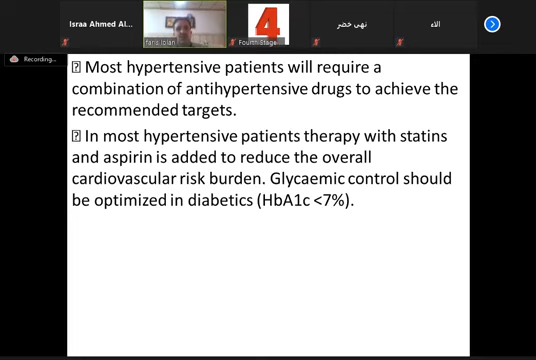 Israa Ahmed Al...
faris lolan
4
Fourth Stage
نهى خضر
الاء
Recording...
Most hypertensive patients will require a
combination of antihypertensive drugs to achieve the
recommended targets.
In most hypertensive patients therapy with statins
and aspirin is added to reduce the overall
cardiovascular risk burden. Glycaemic control should
be optimized in diabetics (HbA1c <7%).